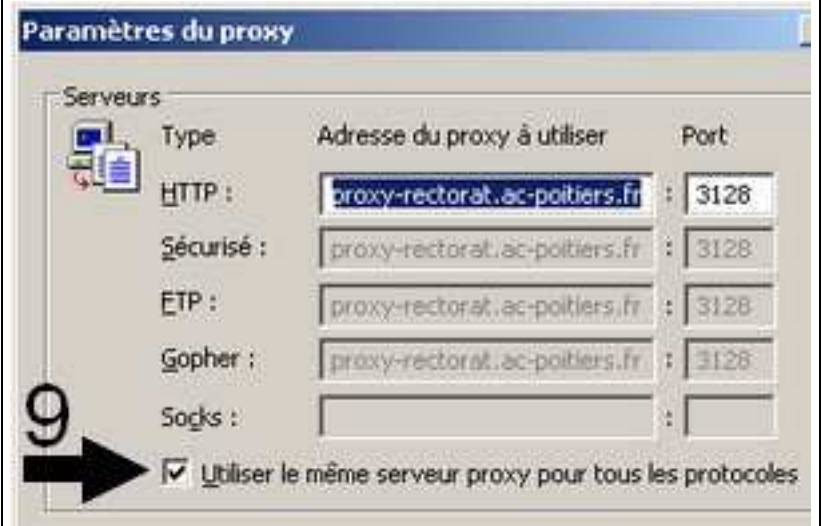 Paramètres du proxy
Serveurs
Type Adresse du proxy à utiliser Port
HTTP : proxy-rectorat.ac-poitiers.fr : 3128
Sécurisé : proxy-rectorat.ac-poitiers.fr : 3128
FTP : proxy-rectorat.ac-poitiers.fr : 3128
Gopher : proxy-rectorat.ac-poitiers.fr : 3128
Socks : :
9
Utiliser le même serveur proxy pour tous les protocoles